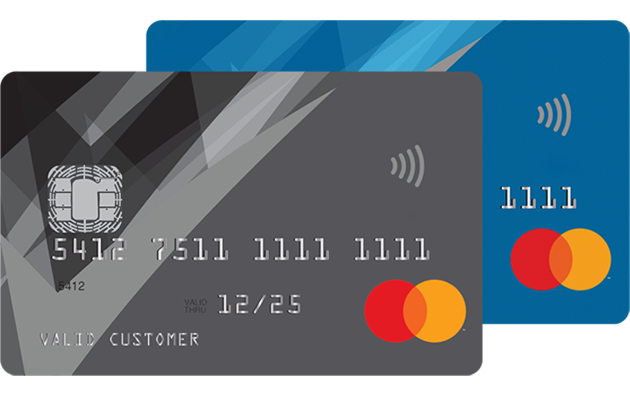 1111
5412 7511 1111 1111
5412
VALID
THRU 12/25
VALID CUSTOMER